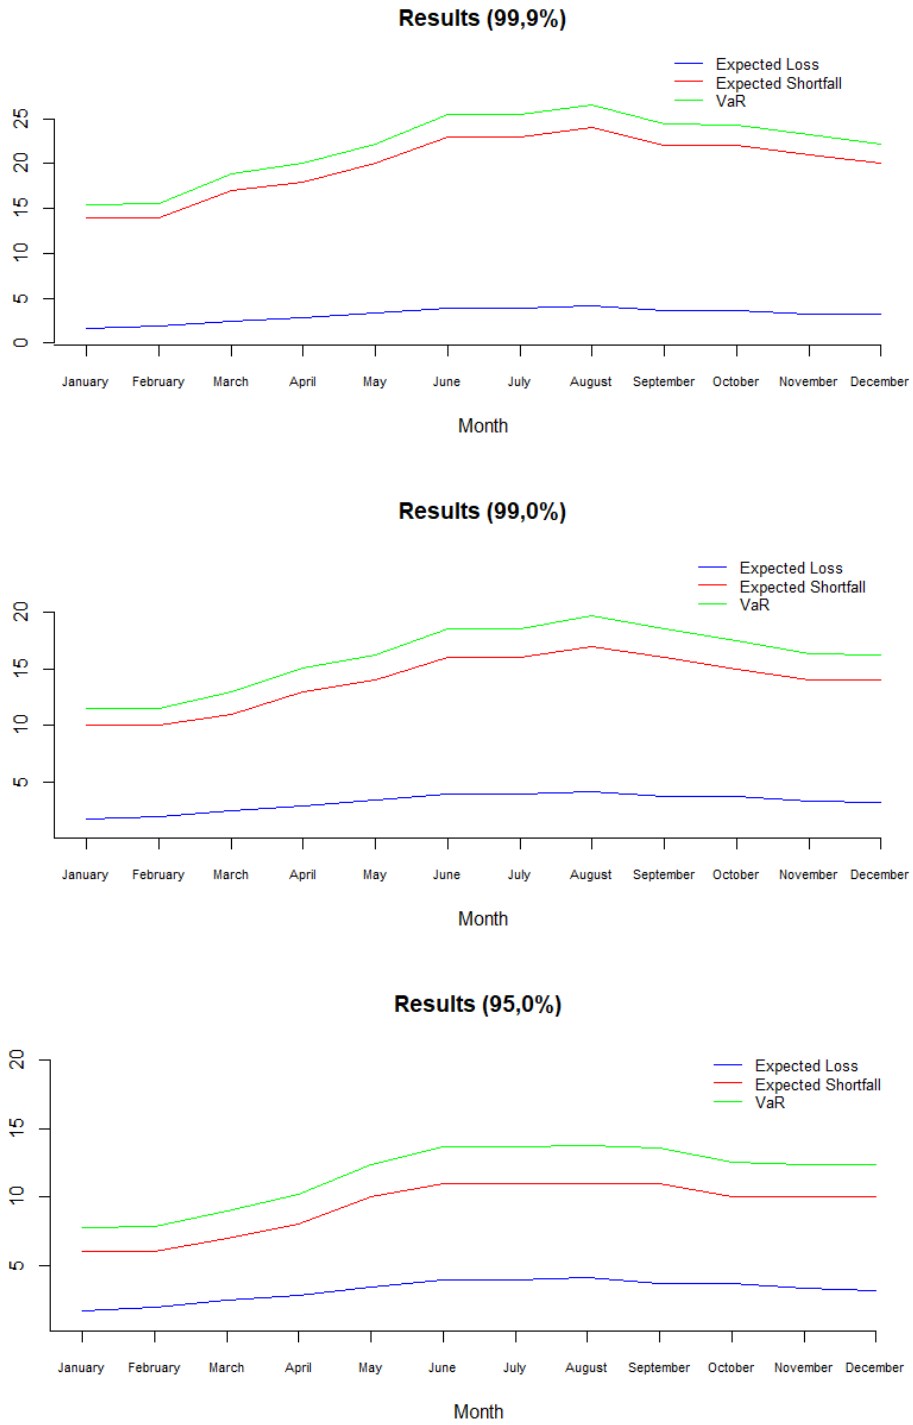 Results (99,9%)
Expected Loss
Expected Shortfall
VaR
25
20
15
10
5
0
January February March April May June July August September October November December
Month
Results (99,0%)
Expected Loss
Expected Shortfall
VaR
20
15
10
5
January February March April May June July August September October November December
Month
Results (95,0%)
Expected Loss
Expected Shortfall
VaR
20
15
10
5
January February March April May June July August September October November December
Month